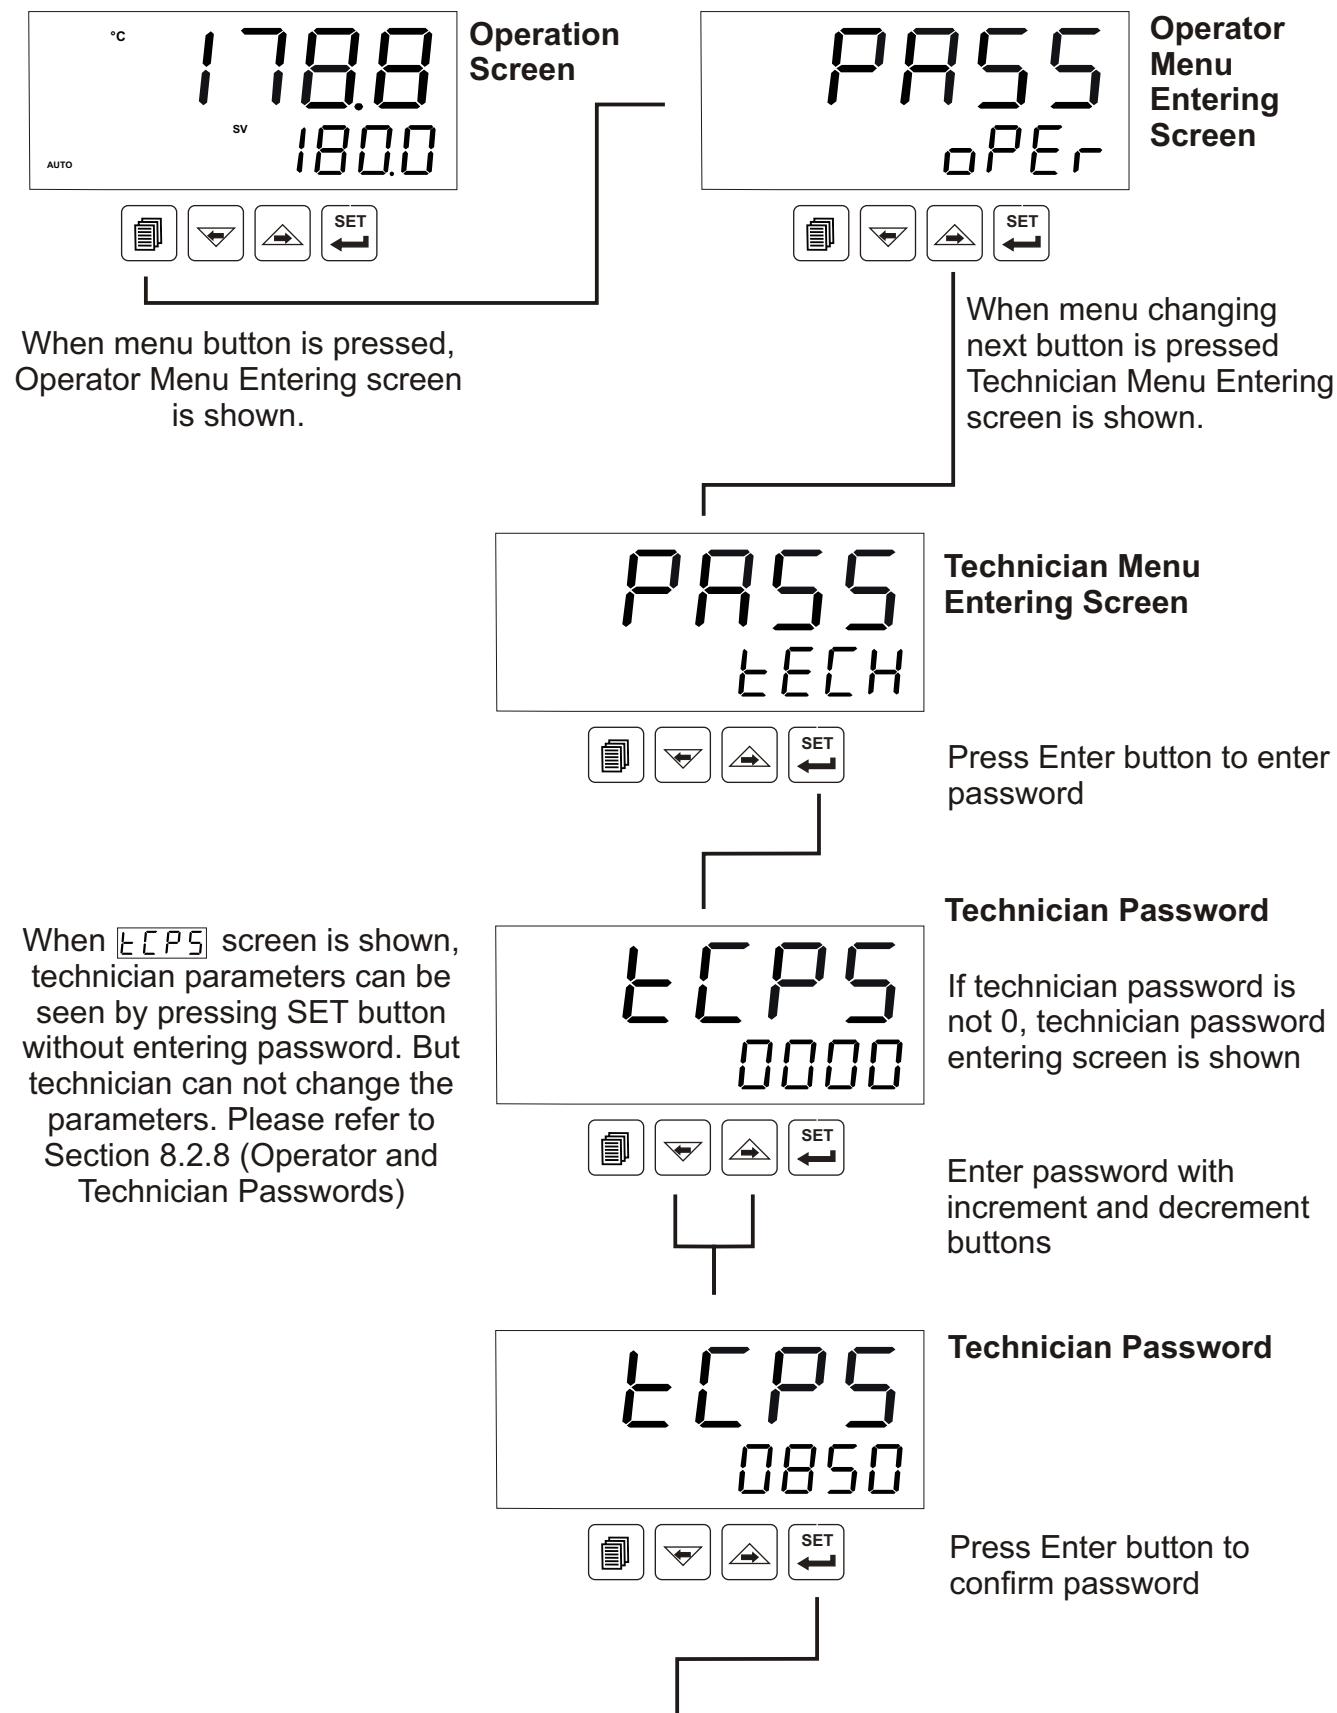 °C
178.8
SV
180.0
AUTO
Operation
Screen
SET
When menu button is pressed,
Operator Menu Entering screen
is shown.
PASS
oPEr
Operator
Menu
Entering
Screen
SET
When menu changing
next button is pressed
Technician Menu Entering
screen is shown.
PASS
tECH
Technician Menu
Entering Screen
SET
Press Enter button to enter
password
When tCPS screen is shown,
technician parameters can be
seen by pressing SET button
without entering password. But
technician can not change the
parameters. Please refer to
Section 8.2.8 (Operator and
Technician Passwords)
tCPS
0000
SET
Technician Password
If technician password is
not 0, technician password
entering screen is shown
Enter password with
increment and decrement
buttons
tCPS
0850
SET
Technician Password
Press Enter button to
confirm password